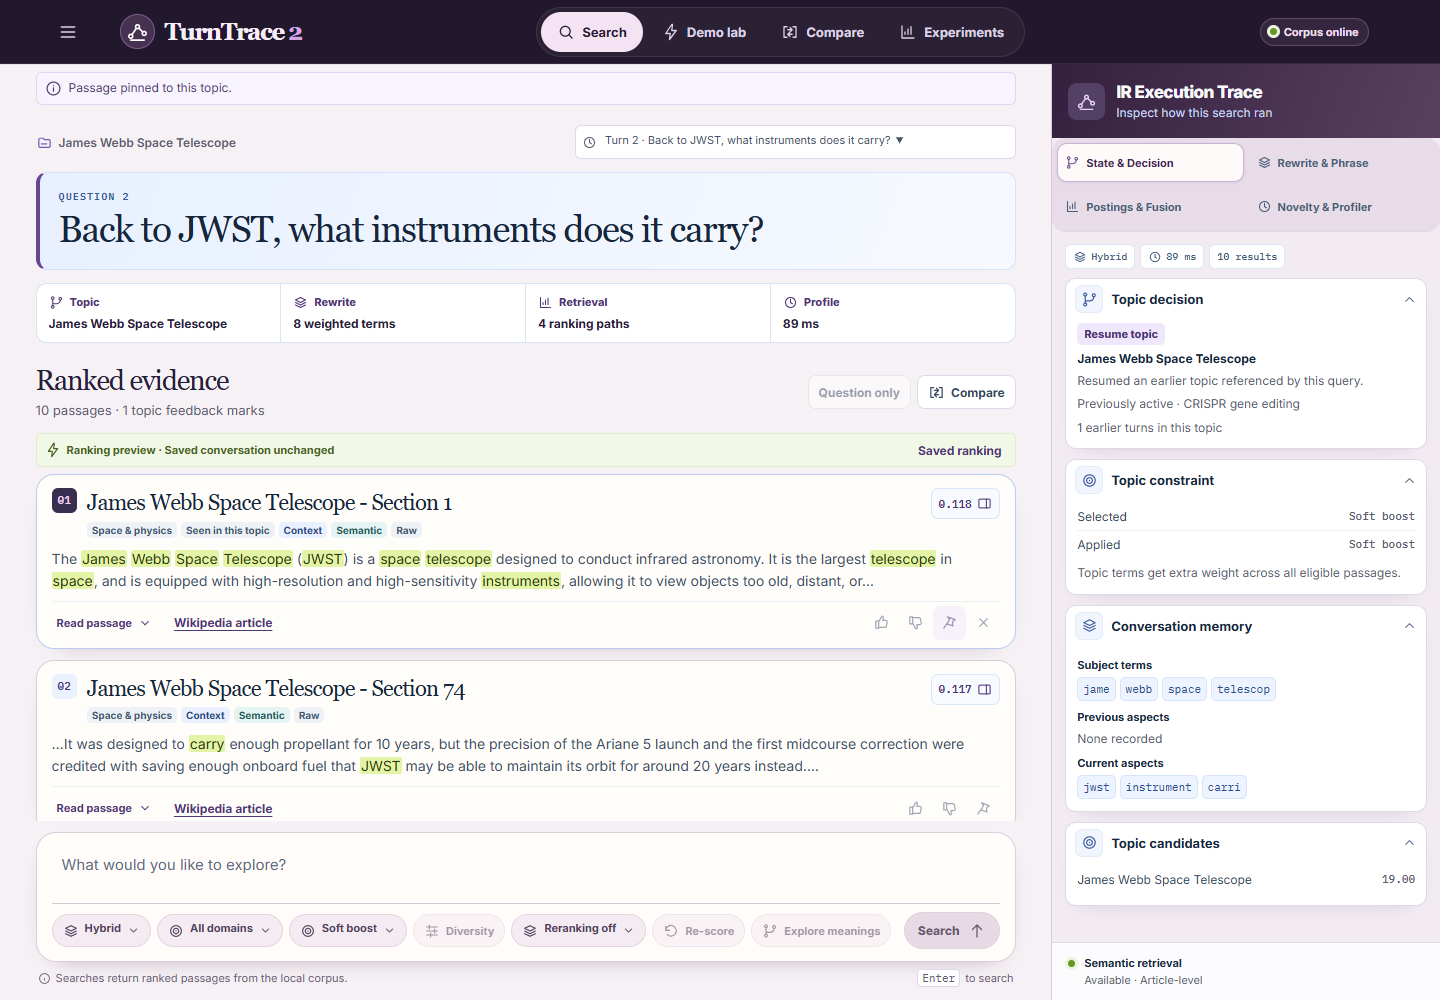 TurnTrace 2
Search
Demo lab
Compare
Experiments
Corpus online
Passage pinned to this topic.
James Webb Space Telescope
Turn 2 · Back to JWST, what instruments does it carry? ▼
QUESTION 2
Back to JWST, what instruments does it carry?
Topic
James Webb Space Telescope
Rewrite
8 weighted terms
Retrieval
4 ranking paths
Profile
89 ms
Ranked evidence
10 passages · 1 topic feedback marks
Question only
Compare
Ranking preview · Saved conversation unchanged
Saved ranking
01
James Webb Space Telescope - Section 1
0.118
Space & physics
Seen in this topic
Context
Semantic
Raw
The James Webb Space Telescope (JWST) is a space telescope designed to conduct infrared astronomy. It is the largest telescope in
space, and is equipped with high-resolution and high-sensitivity instruments, allowing it to view objects too old, distant, or...
Read passage
Wikipedia article
02
James Webb Space Telescope - Section 74
0.117
Space & physics
Context
Semantic
Raw
...It was designed to carry enough propellant for 10 years, but the precision of the Ariane 5 launch and the first midcourse correction were
credited with saving enough onboard fuel that JWST may be able to maintain its orbit for around 20 years instead....
Read passage
Wikipedia article
What would you like to explore?
Hybrid
All domains
Soft boost
Diversity
Reranking off
Re-score
Explore meanings
Search
Searches return ranked passages from the local corpus.
Enter to search
IR Execution Trace
Inspect how this search ran
State & Decision
Rewrite & Phrase
Postings & Fusion
Novelty & Profiler
Hybrid
89 ms
10 results
Topic decision
Resume topic
James Webb Space Telescope
Resumed an earlier topic referenced by this query.
Previously active · CRISPR gene editing
1 earlier turns in this topic
Topic constraint
Selected
Soft boost
Applied
Soft boost
Topic terms get extra weight across all eligible passages.
Conversation memory
Subject terms
jame
webb
space
telescop
Previous aspects
None recorded
Current aspects
jwst
instrument
carri
Topic candidates
James Webb Space Telescope
19.00
Semantic retrieval
Available · Article-level